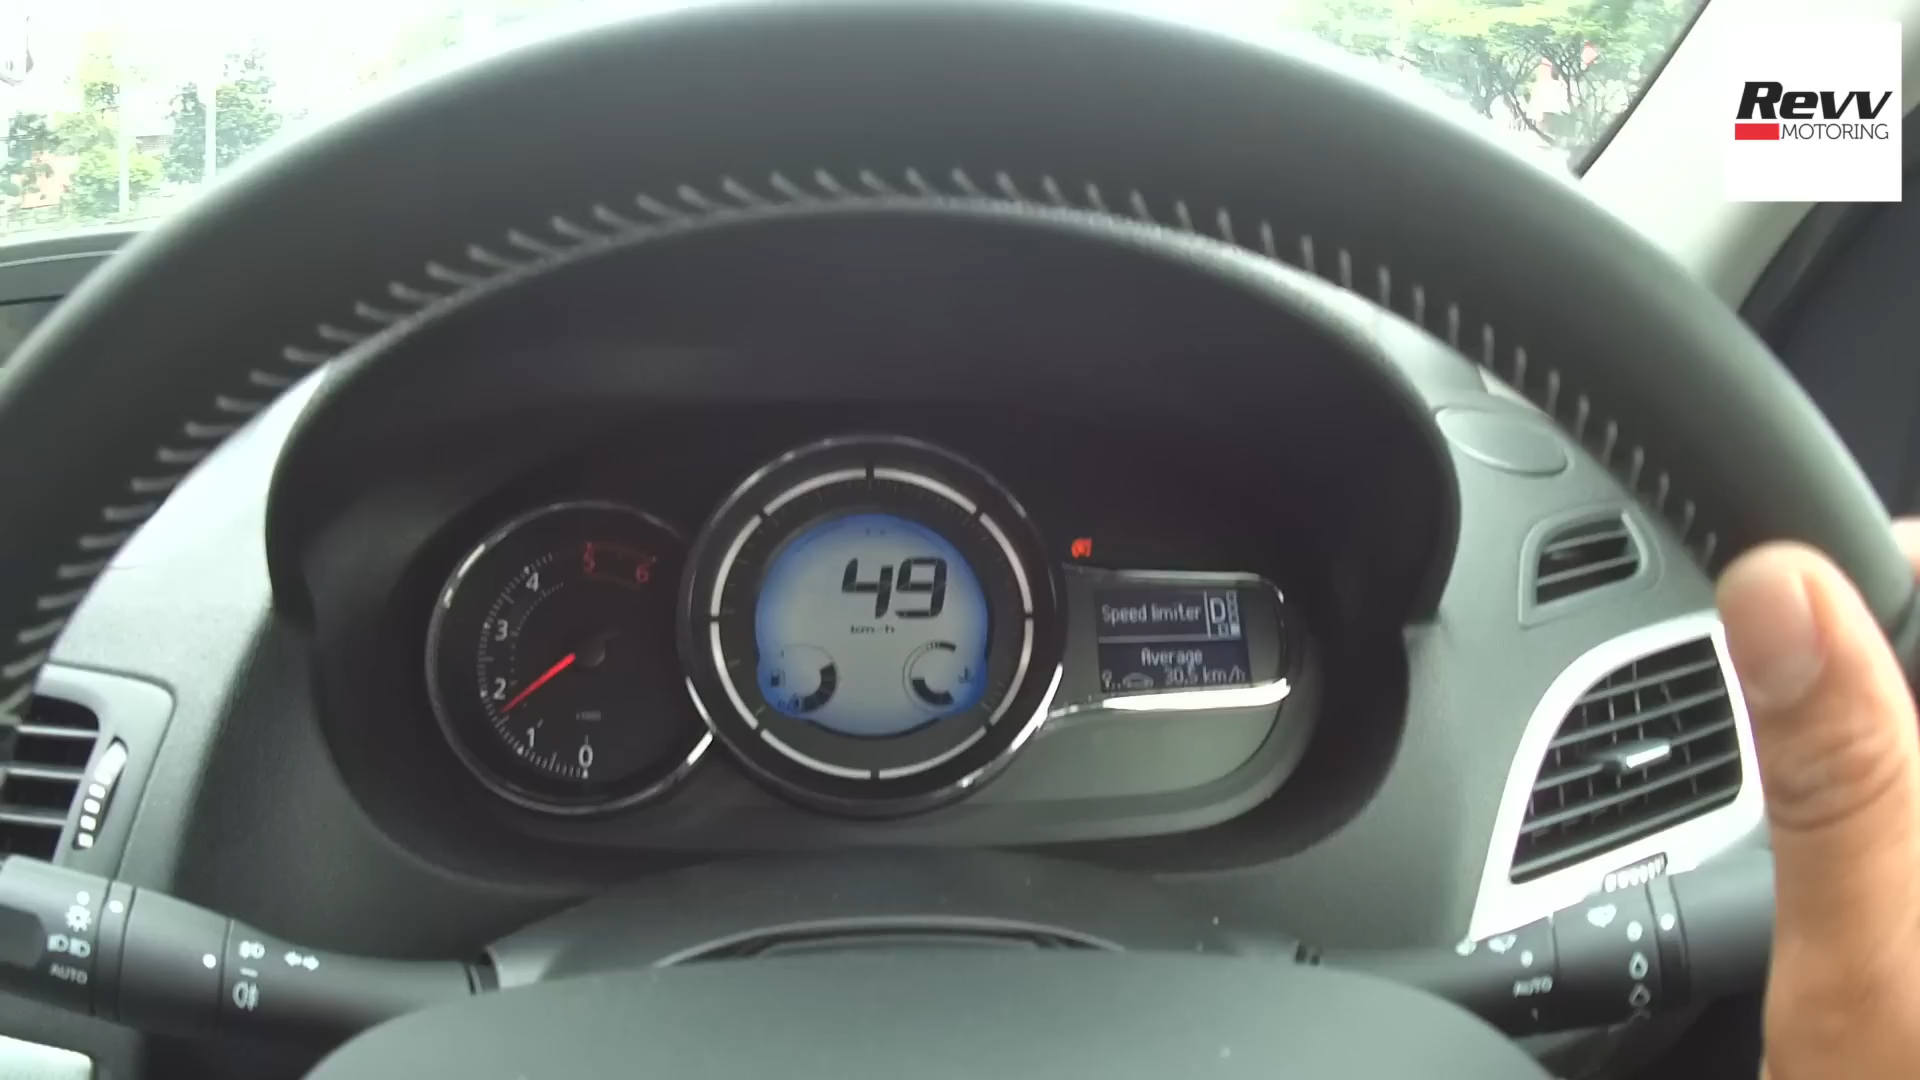 Revv
MOTORING
49
km/h
Speed limiter D
Average
30.5 km/h
6
5
4
3
2
1
0
AUTO
AUTO